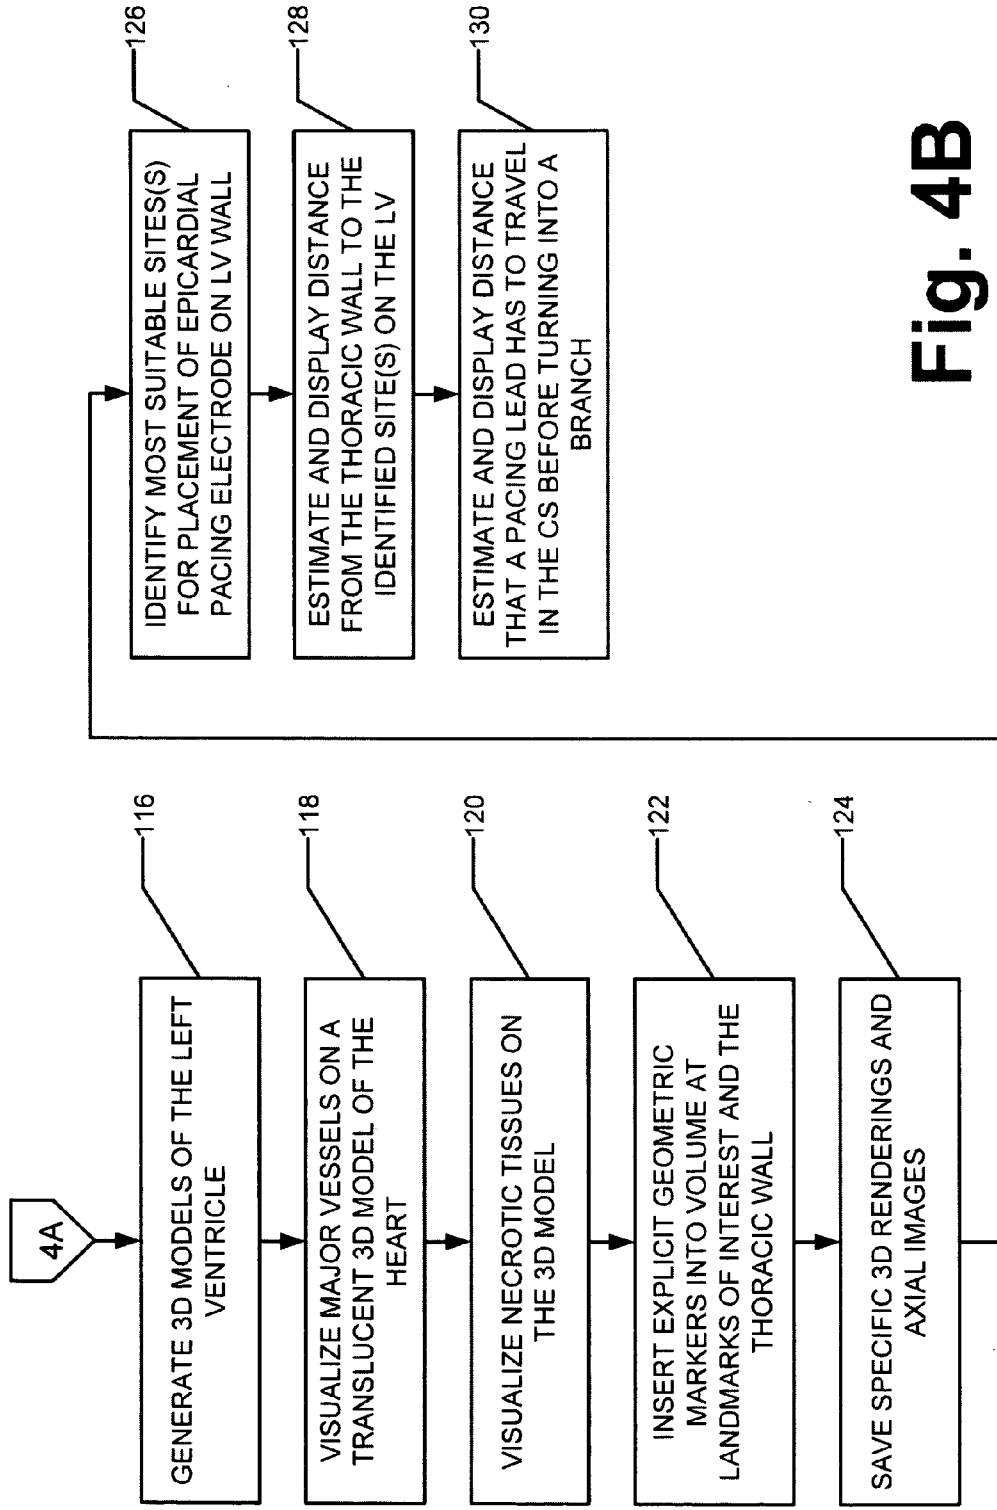 4A
GENERATE 3D MODELS OF THE LEFT
VENTRICLE
116
VISUALIZE MAJOR VESSELS ON A
TRANSLUCENT 3D MODEL OF THE
HEART
118
VISUALIZE NECROTIC TISSUES ON
THE 3D MODEL
120
INSERT EXPLICIT GEOMETRIC
MARKERS INTO VOLUME AT
LANDMARKS OF INTEREST AND THE
THORACIC WALL
122
SAVE SPECIFIC 3D RENDERINGS AND
AXIAL IMAGES
124
IDENTIFY MOST SUITABLE SITES(S)
FOR PLACEMENT OF EPICARDIAL
PACING ELECTRODE ON LV WALL
126
ESTIMATE AND DISPLAY DISTANCE
FROM THE THORACIC WALL TO THE
IDENTIFIED SITE(S) ON THE LV
128
ESTIMATE AND DISPLAY DISTANCE
THAT A PACING LEAD HAS TO TRAVEL
IN THE CS BEFORE TURNING INTO A
BRANCH
130
Fig. 4B